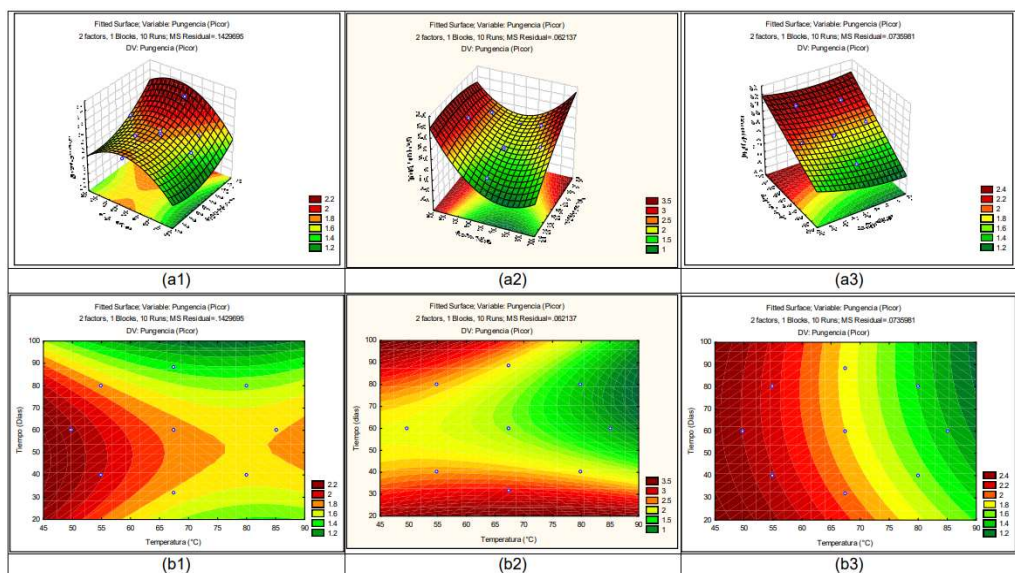 Fitted Surface; Variable: Pungencia (Picor)
2 factors, 1 Blocks, 10 Runs; MS Residual=.1429695
DV: Pungencia (Picor)
2.2
2
1.8
1.6
1.4
1.2
(a1)
Fitted Surface; Variable: Pungencia (Picor)
2 factors, 1 Blocks, 10 Runs; MS Residual=.062137
DV: Pungencia (Picor)
3.5
3
2.5
2
1.5
1
(a2)
Fitted Surface; Variable: Pungencia (Picor)
2 factors, 1 Blocks, 10 Runs; MS Residual=.0735981
DV: Pungencia (Picor)
2.4
2.2
2
1.8
1.6
1.4
1.2
(a3)
Fitted Surface; Variable: Pungencia (Picor)
2 factors, 1 Blocks, 10 Runs; MS Residual=.1429695
DV: Pungencia (Picor)
100
90
80
70
60
50
40
30
20
Tiempo (Días)
45 50 55 60 65 70 75 80 85 90
Temperatura (°C)
2.2
2
1.8
1.6
1.4
1.2
(b1)
Fitted Surface; Variable: Pungencia (Picor)
2 factors, 1 Blocks, 10 Runs; MS Residual=.062137
DV: Pungencia (Picor)
100
90
80
70
60
50
40
30
20
Tiempo (Días)
45 50 55 60 65 70 75 80 85 90
Temperatura (°C)
3.5
3
2.5
2
1.5
1
(b2)
Fitted Surface; Variable: Pungencia (Picor)
2 factors, 1 Blocks, 10 Runs; MS Residual=.0735981
DV: Pungencia (Picor)
100
90
80
70
60
50
40
30
20
Tiempo (Días)
45 50 55 60 65 70 75 80 85 90
Temperatura (°C)
2.4
2.2
2
1.8
1.6
1.4
1.2
(b3)